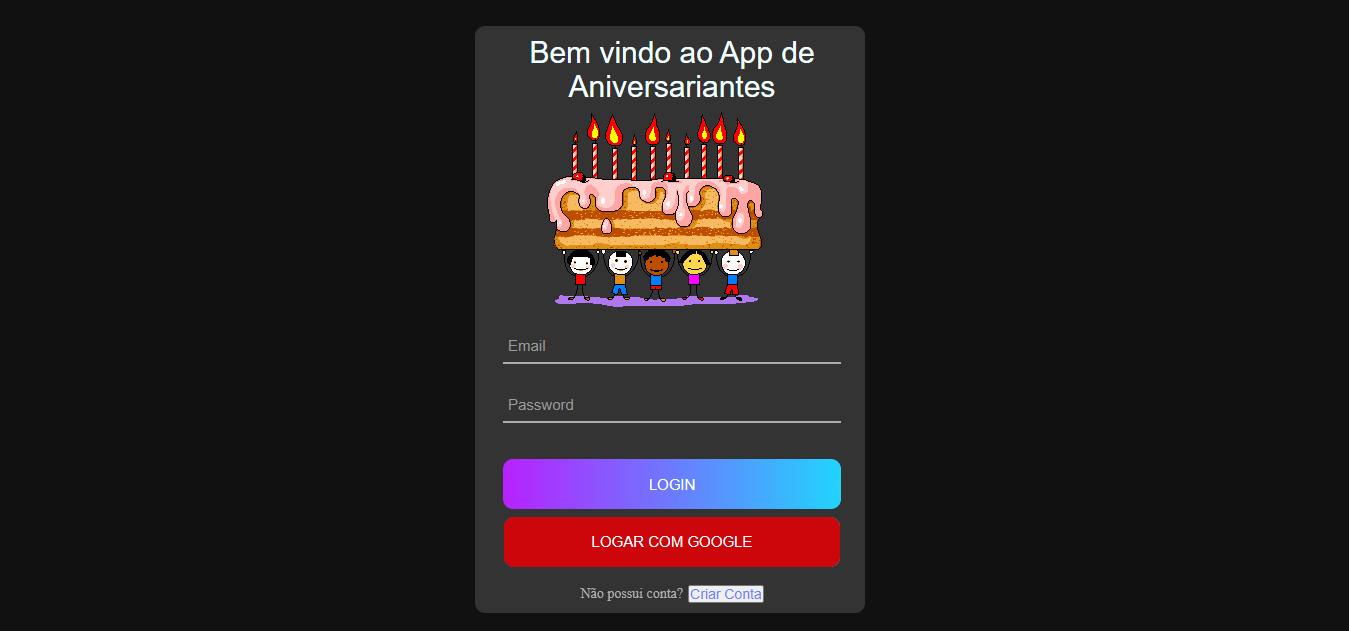 Bem vindo ao App de
Aniversariantes
Email
Password
LOGIN
LOGAR COM GOOGLE
Não possui conta? Criar Conta